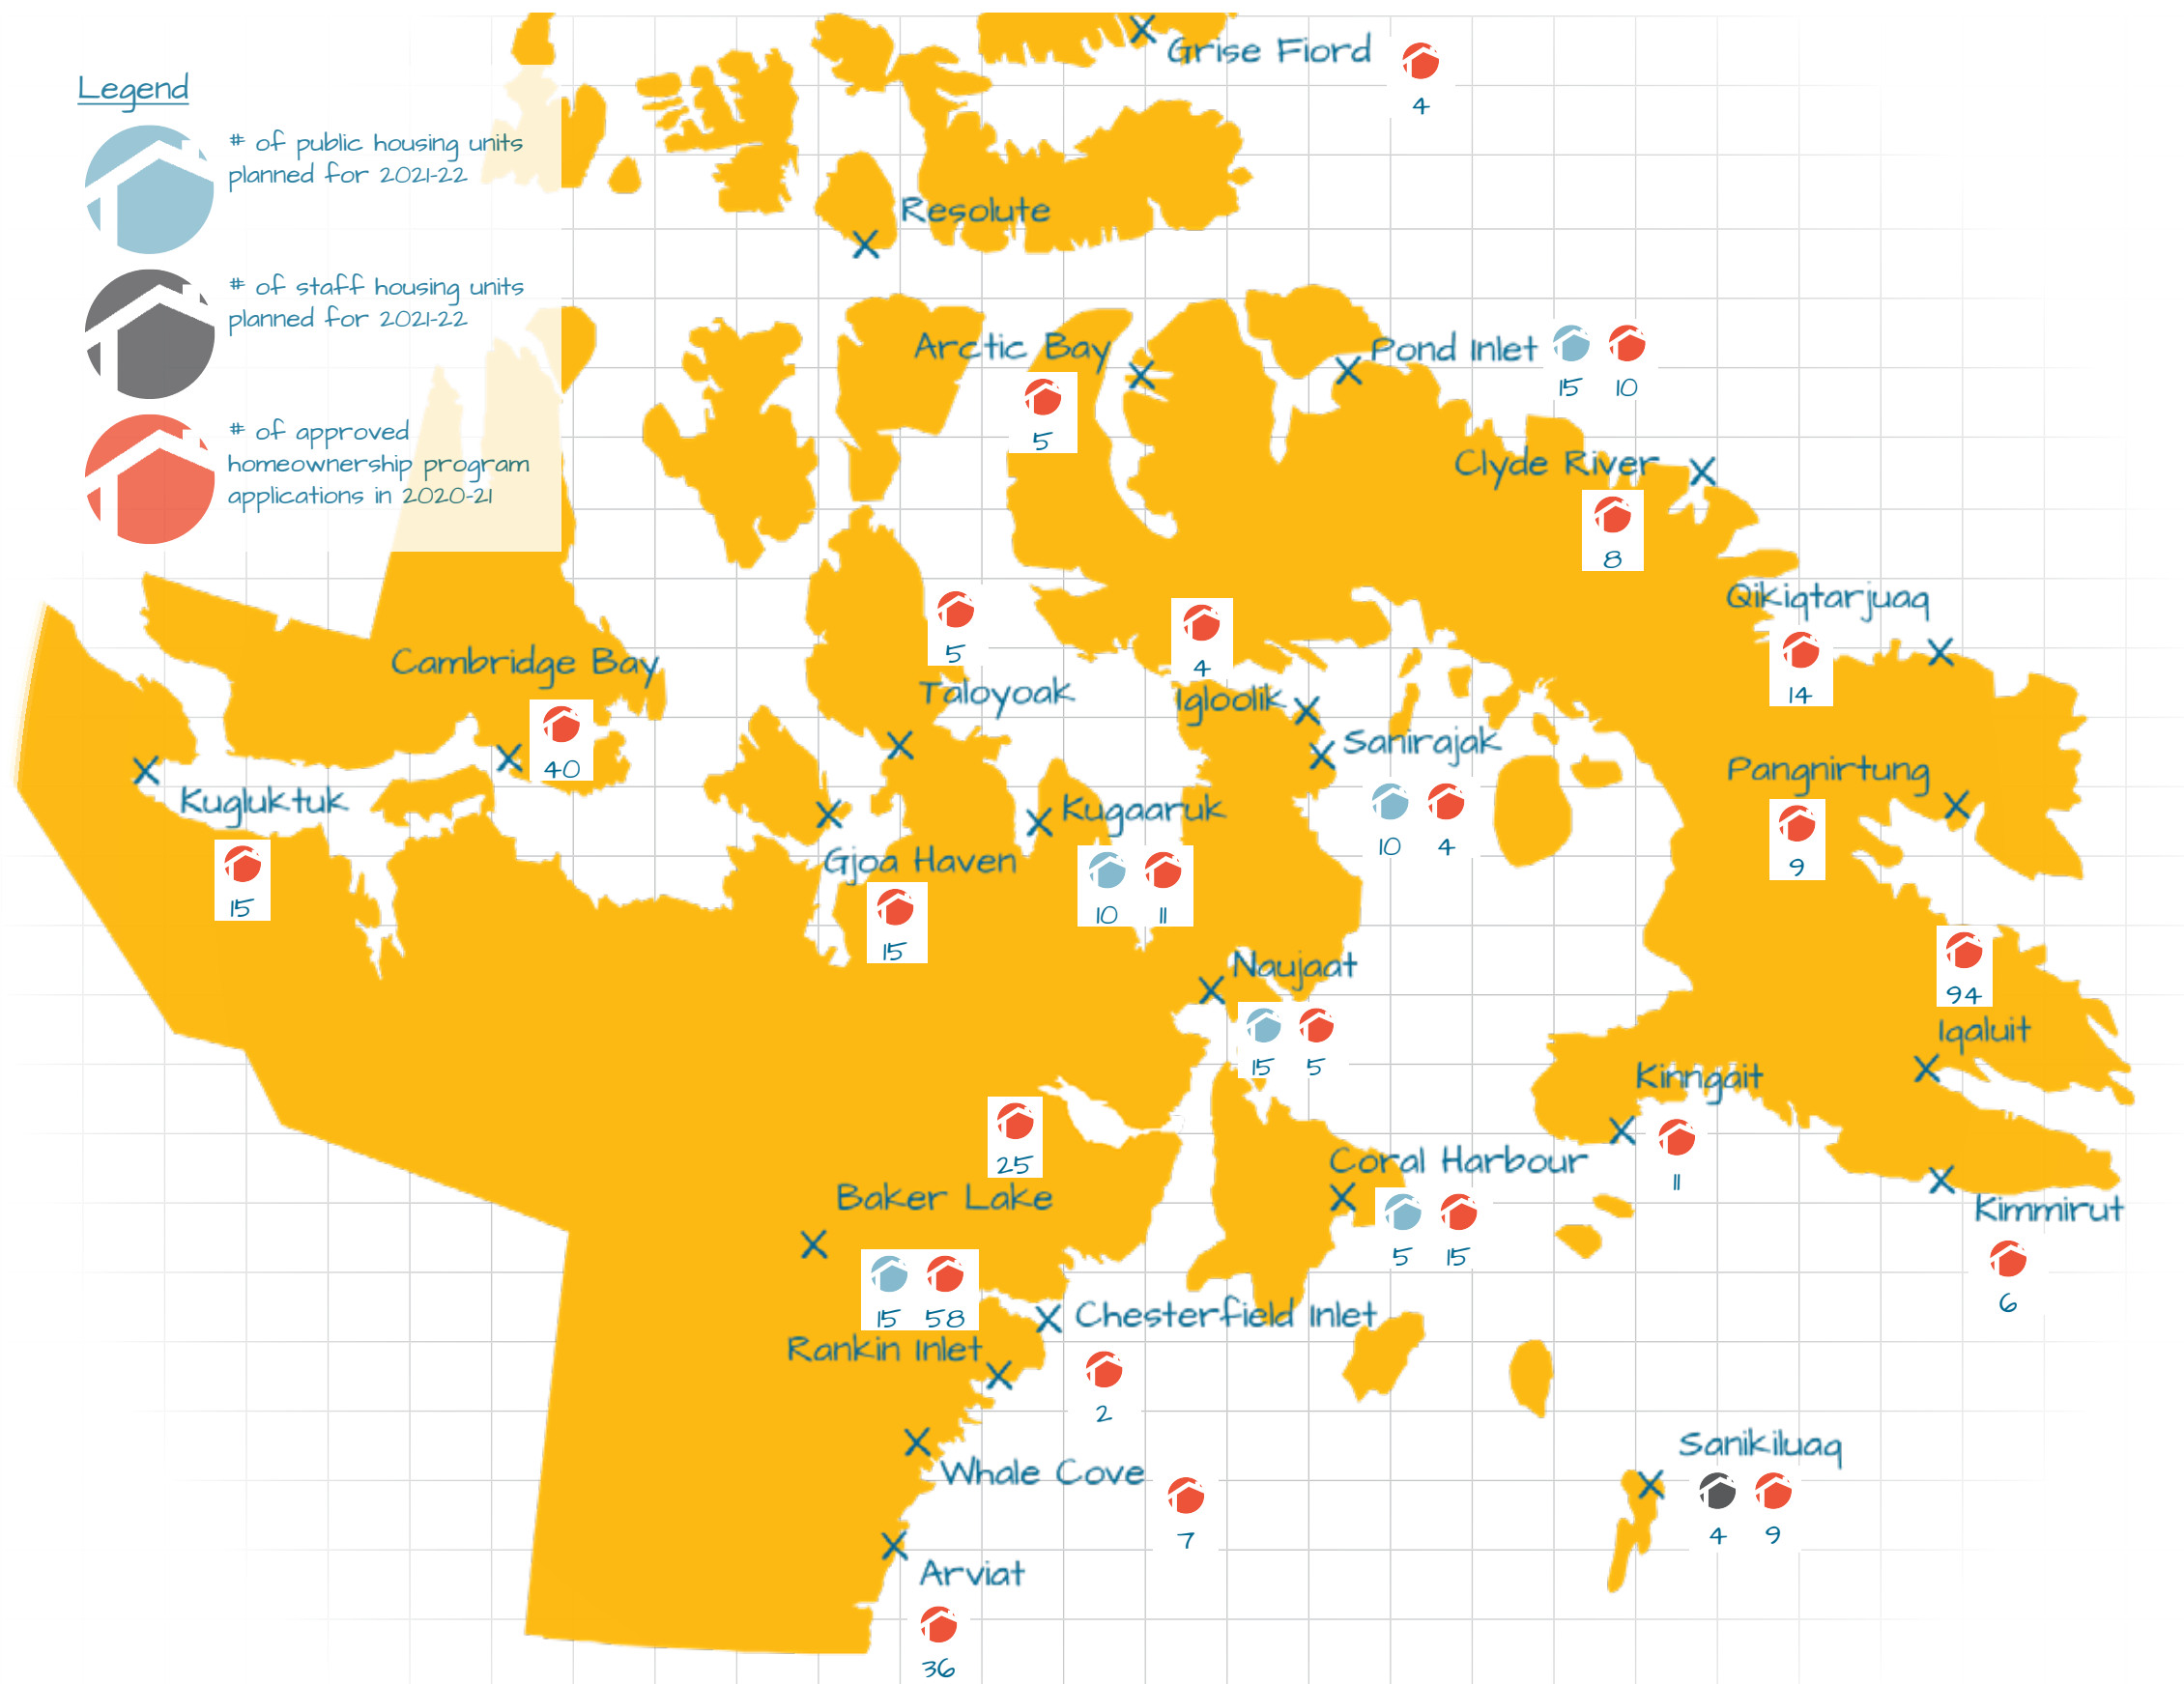 Legend
# of public housing units
planned for 2021-22
# of staff housing units
planned for 2021-22
# of approved
homeownership program
applications in 2020-21
Grise Fiord
4
Resolute
Arctic Bay
5
Pond Inlet
15 10
Clyde River
8
Qikiqtarjuaq
14
Cambridge Bay
40
5
Taloyoak
4
Igloolik
Sanirajak
10 4
Pangnirtung
9
Kugluktuk
15
Kugaaruk
10 11
Gjoa Haven
15
Naujaat
15 5
94
Iqaluit
Kinngait
11
25
Baker Lake
Coral Harbour
5 15
Kimmirut
6
15 58
Rankin Inlet
Chesterfield Inlet
2
Whale Cove
7
Sanikiluaq
4 9
Arviat
36